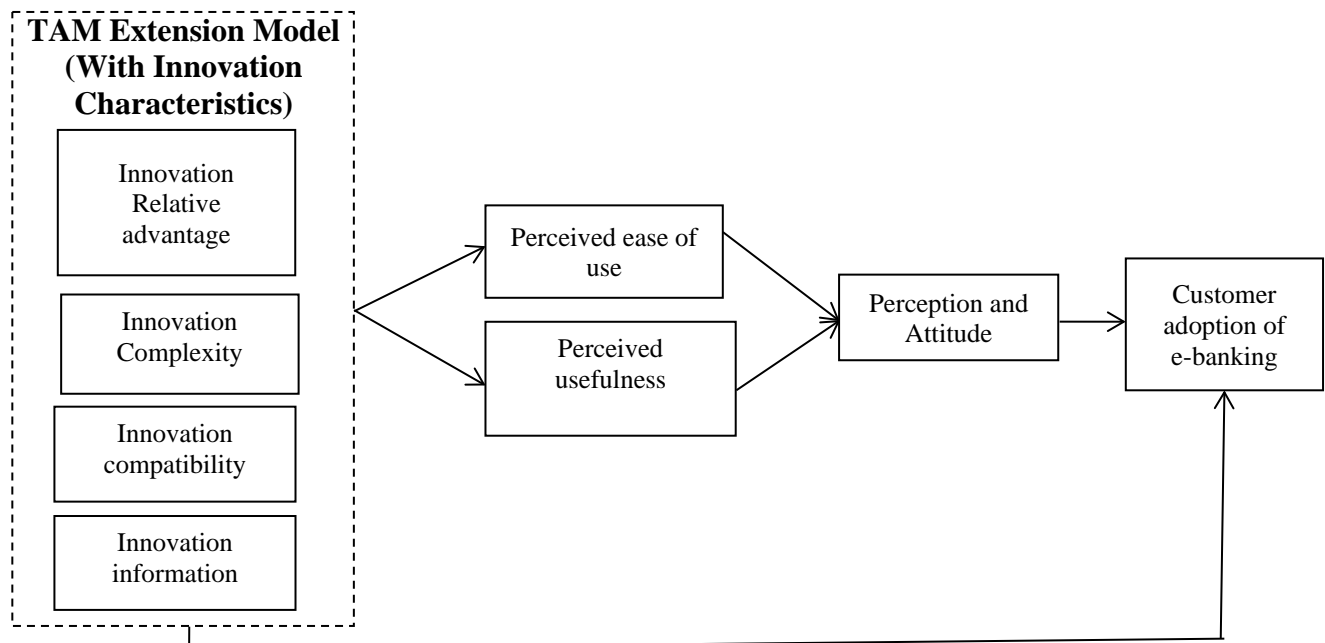 TAM Extension Model
(With Innovation
Characteristics)
Innovation
Relative
advantage
Innovation
Complexity
Innovation
compatibility
Innovation
information
Perceived ease of
use
Perceived
usefulness
Perception and
Attitude
Customer
adoption of
e-banking